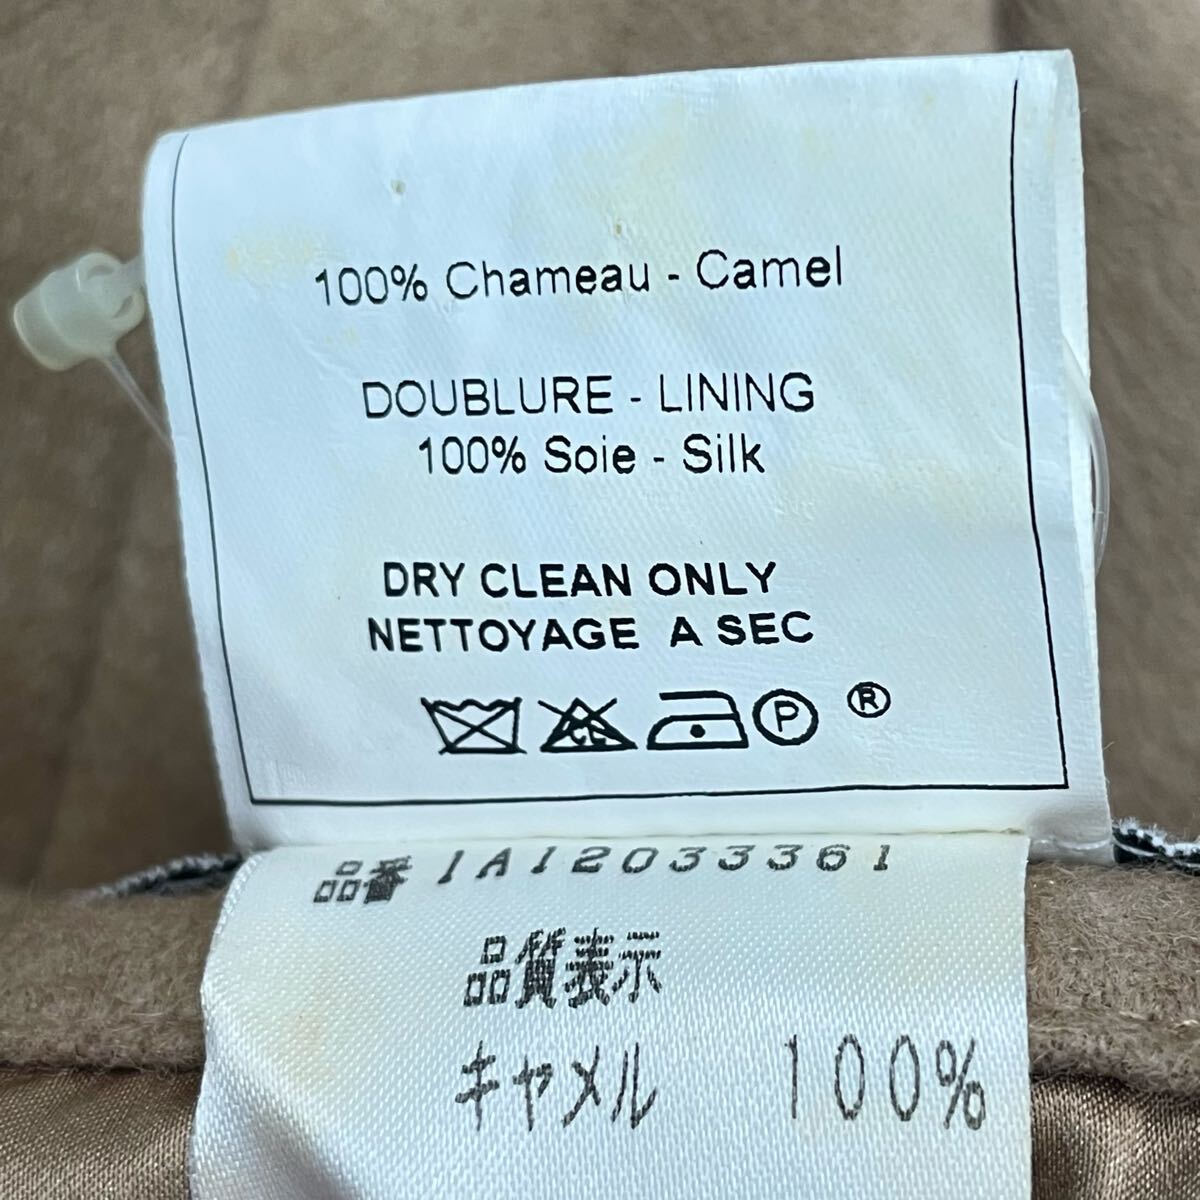 100% Chameau - Camel
DOUBLURE - LINING
100% Soie - Silk
DRY CLEAN ONLY
NETTOYAGE A SEC
CL
P
®
品番 1A12033361
品質表示
キャメル 100%